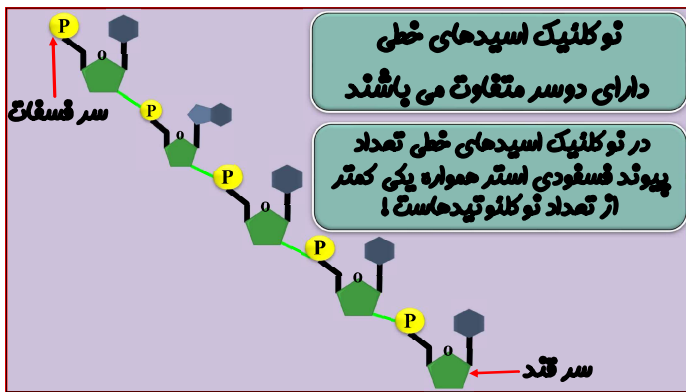 نوکلئیک اسیدهای خطی
دارای دوسر متفاوت می باشند
در نوکلئیک اسیدهای خطی تعداد
پیوند فسفودی استر همواره یکی کمتر
از تعداد نوکلئوتیدهاست!
P
o
سر فسفات
P
o
P
o
P
o
P
o
سر قند